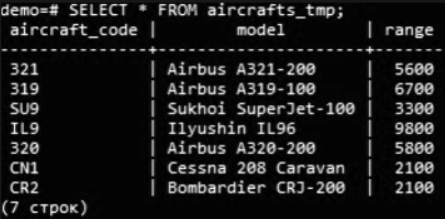 demo=# SELECT * FROM aircrafts_tmp;
aircraft_code | model | range
---------------+---------------------+-------
321 | Airbus A321-200 | 5600
319 | Airbus A319-100 | 6700
SU9 | Sukhoi SuperJet-100 | 3300
IL9 | Ilyushin IL96 | 9800
320 | Airbus A320-200 | 5800
CN1 | Cessna 208 Caravan | 2100
CR2 | Bombardier CRJ-200 | 2100
(7 строк)